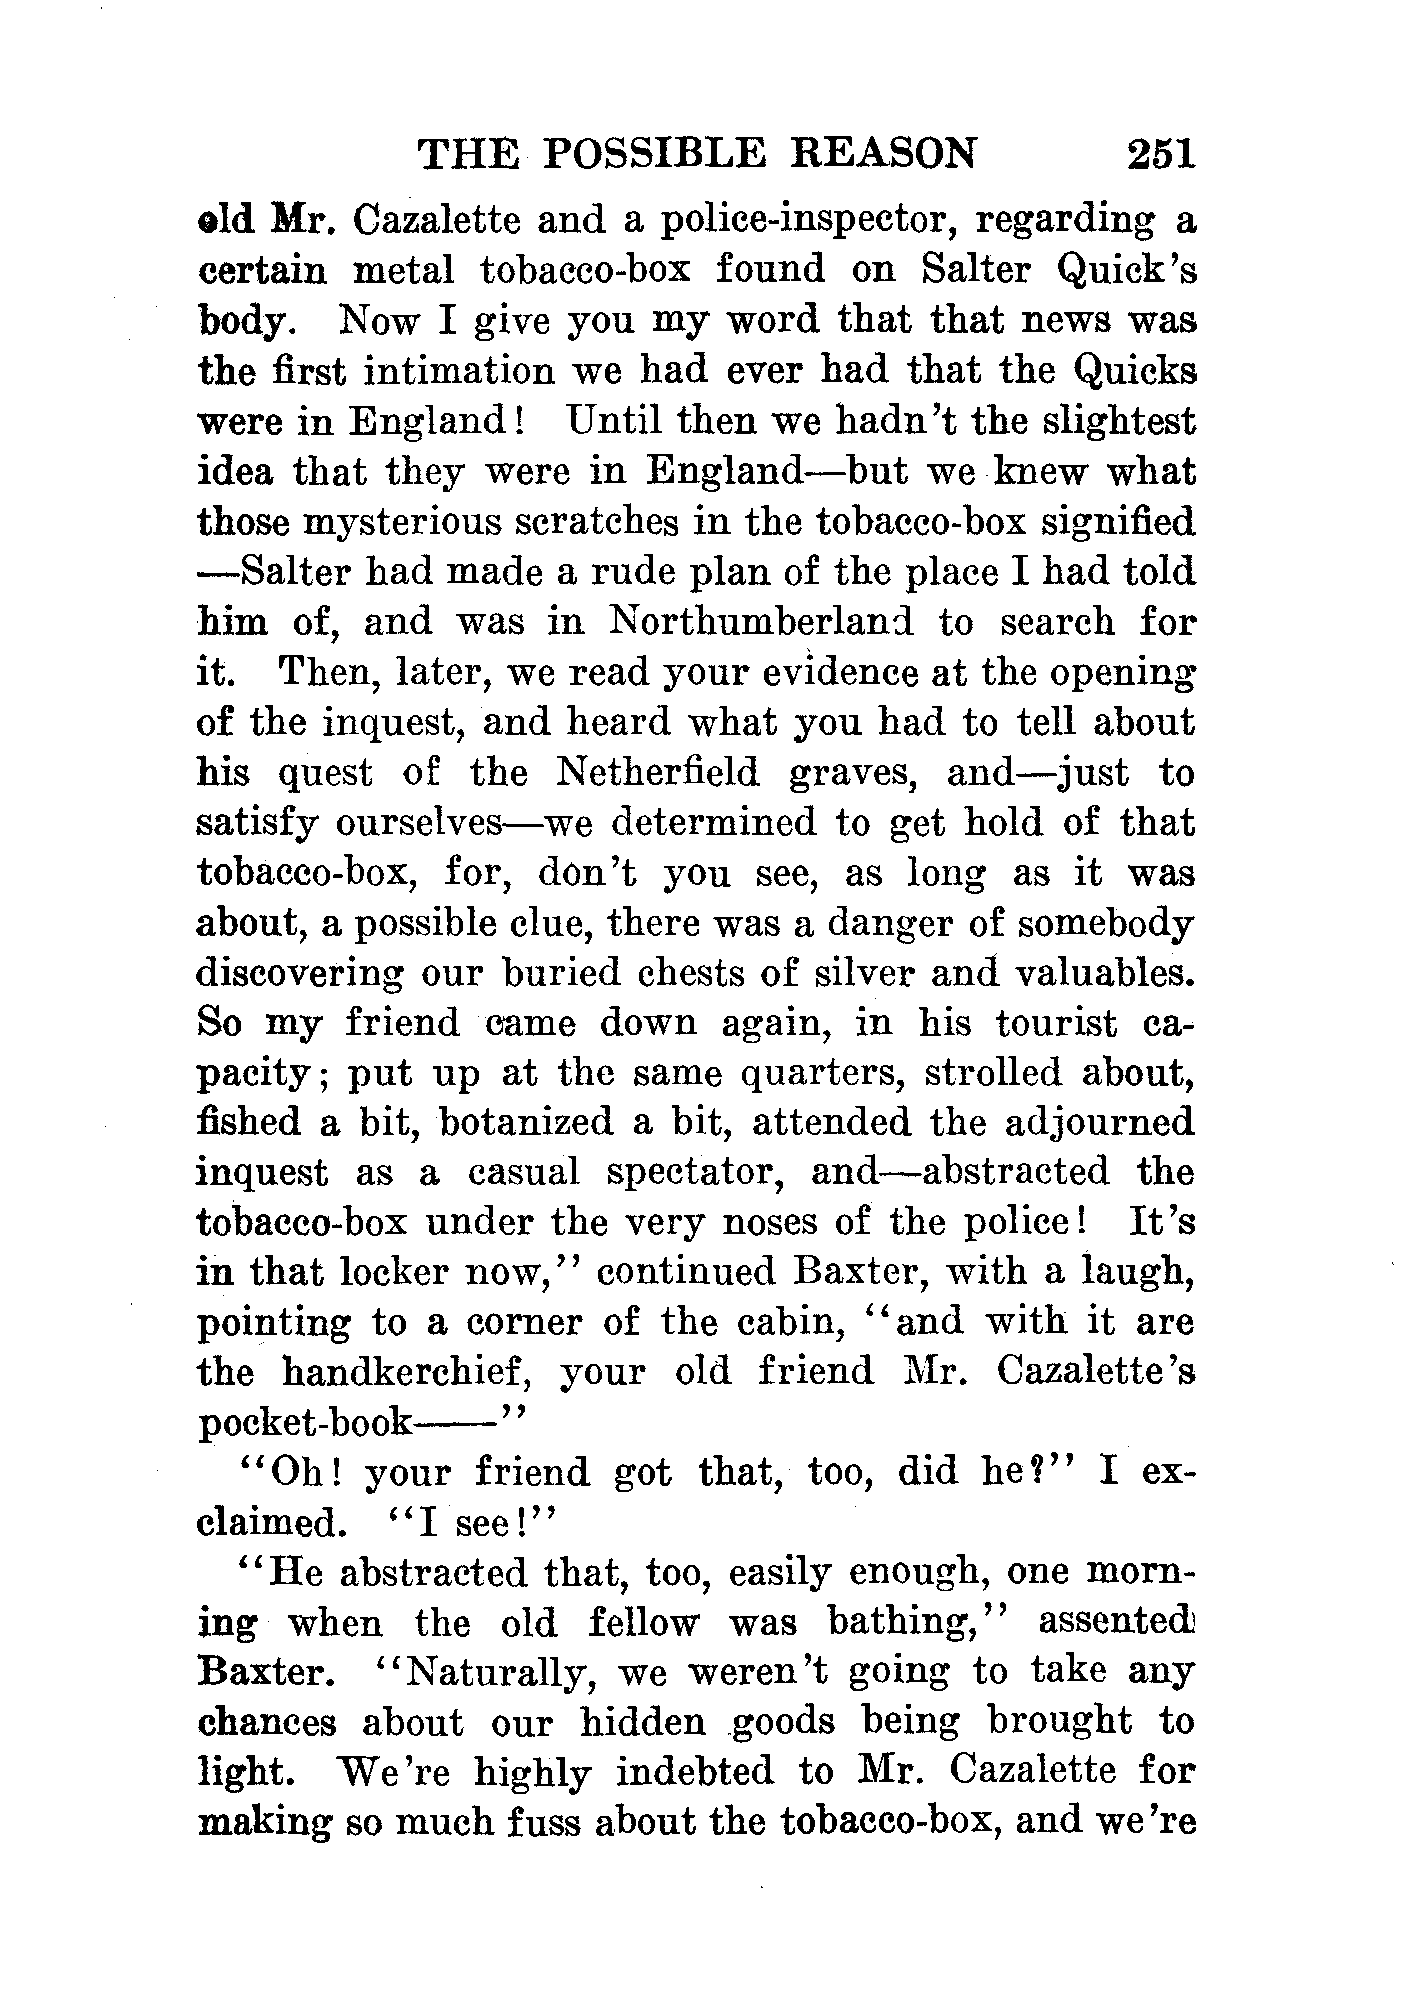 THE POSSIBLE REASON 251
old Mr. Cazalette and a police-inspector, regarding a
certain metal tobacco-box found on Salter Quick's
body. Now I give you my word that that news was
the first intimation we had ever had that the Quicks
were in England! Until then we hadn't the slightest
idea that they were in England—but we knew what
those mysterious scratches in the tobacco-box signified
—Salter had made a rude plan of the place I had told
him of, and was in Northumberland to search for
it. Then, later, we read your evidence at the opening
of the inquest, and heard what you had to tell about
his quest of the Netherfield graves, and—just to
satisfy ourselves—we determined to get hold of that
tobacco-box, for, don't you see, as long as it was
about, a possible clue, there was a danger of somebody
discovering our buried chests of silver and valuables.
So my friend came down again, in his tourist ca-
pacity; put up at the same quarters, strolled about,
fished a bit, botanized a bit, attended the adjourned
inquest as a casual spectator, and—abstracted the
tobacco-box under the very noses of the police! It's
in that locker now,'' continued Baxter, with a laugh,
pointing to a corner of the cabin, ''and with it are
the handkerchief, your old friend Mr. Cazalette's
pocket-book——''
''Oh! your friend got that, too, did he?'' I ex-
claimed. ''I see!''
''He abstracted that, too, easily enough, one morn-
ing when the old fellow was bathing,'' assented
Baxter. ''Naturally, we weren't going to take any
chances about our hidden goods being brought to
light. We're highly indebted to Mr. Cazalette for
making so much fuss about the tobacco-box, and we're